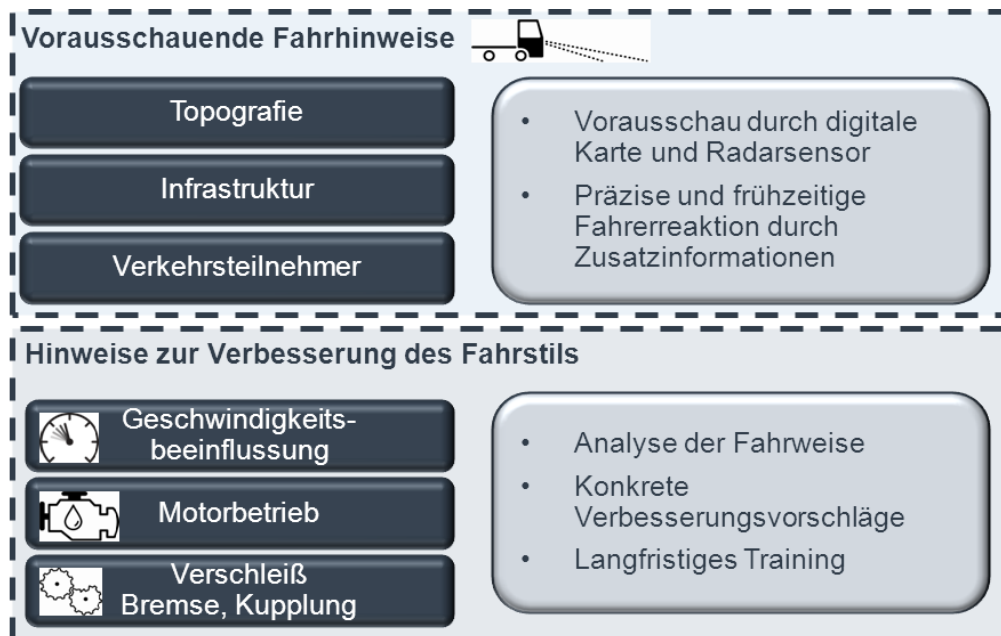 Vorausschauende Fahrhinweise
Topografie
Infrastruktur
Verkehrsteilnehmer
• Vorausschau durch digitale
Karte und Radarsensor
• Präzise und frühzeitige
Fahrerreaktion durch
Zusatzinformationen
Hinweise zur Verbesserung des Fahrstils
Geschwindigkeits-
beeinflussung
Motorbetrieb
Verschleiß
Bremse, Kupplung
• Analyse der Fahrweise
• Konkrete
Verbesserungsvorschläge
• Langfristiges Training